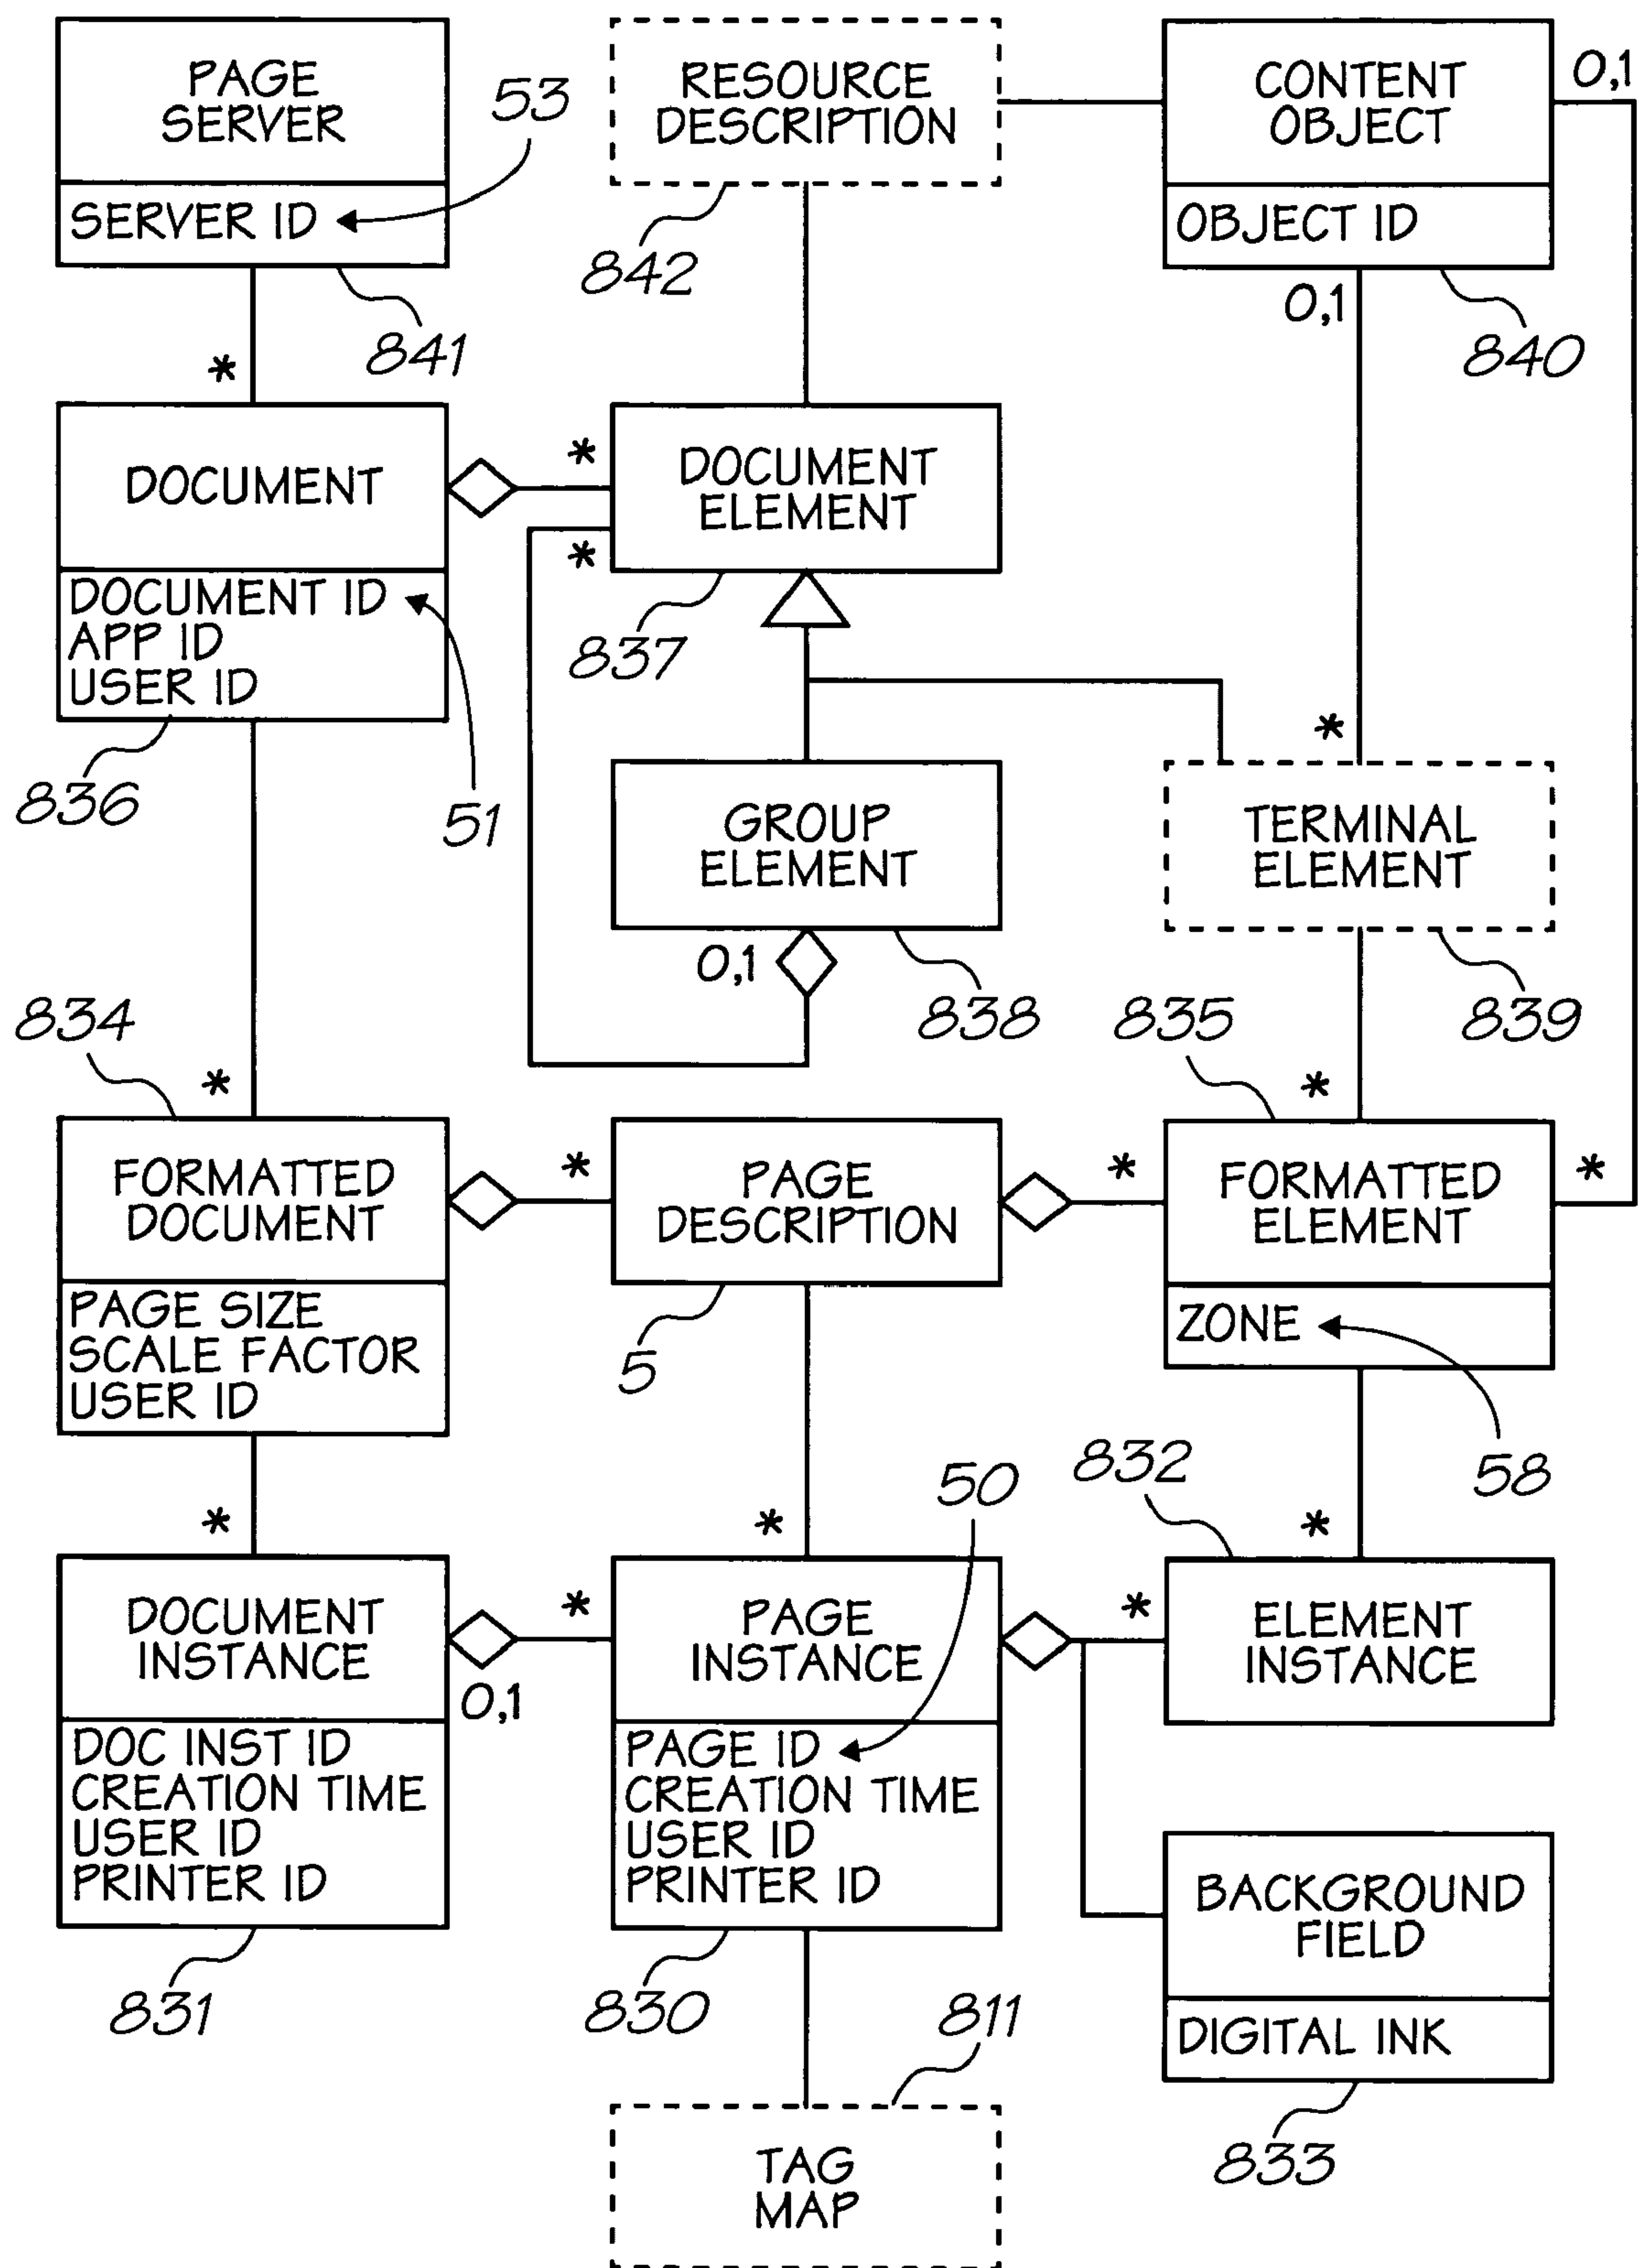 PAGE
SERVER
SERVER ID
53
841
RESOURCE
DESCRIPTION
842
CONTENT
OBJECT
OBJECT ID
0,1
0,1
840
*
DOCUMENT
DOCUMENT ID
APP ID
USER ID
836
51
*
*
DOCUMENT
ELEMENT
837
GROUP
ELEMENT
0,1
838
*
TERMINAL
ELEMENT
839
834
*
FORMATTED
DOCUMENT
PAGE SIZE
SCALE FACTOR
USER ID
*
PAGE
DESCRIPTION
5
835
*
*
*
FORMATTED
ELEMENT
ZONE
58
*
DOCUMENT
INSTANCE
0,1
DOC INST ID
CREATION TIME
USER ID
PRINTER ID
831
50
*
*
PAGE
INSTANCE
PAGE ID
CREATION TIME
USER ID
PRINTER ID
830
832
*
*
ELEMENT
INSTANCE
BACKGROUND
FIELD
DIGITAL INK
833
811
TAG
MAP